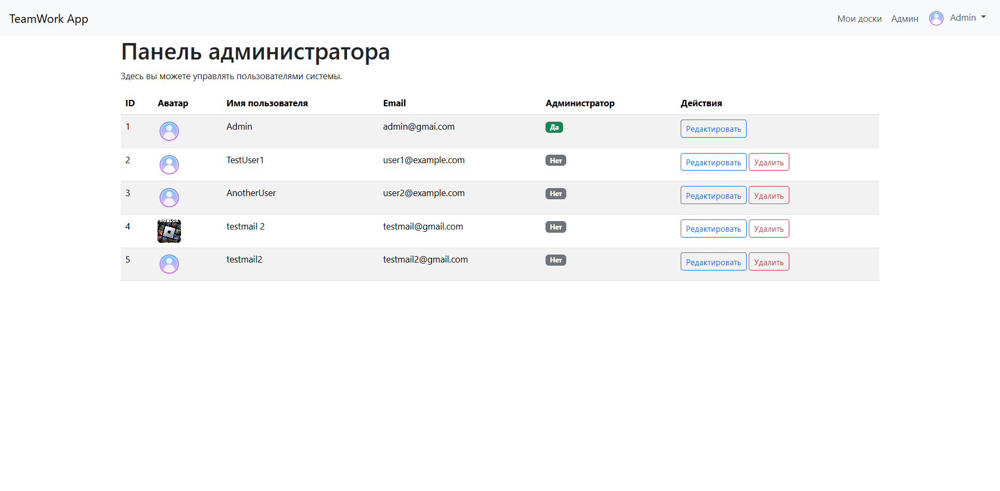 TeamWork App Мои доски Админ Admin
Панель администратора
Здесь вы можете управлять пользователями системы.
ID Аватар Имя пользователя Email Администратор Действия
1 Admin admin@gmai.com Да Редактировать
2 TestUser1 user1@example.com Нет Редактировать Удалить
3 AnotherUser user2@example.com Нет Редактировать Удалить
4 testmail 2 testmail@gmail.com Нет Редактировать Удалить
5 testmail2 testmail2@gmail.com Нет Редактировать Удалить